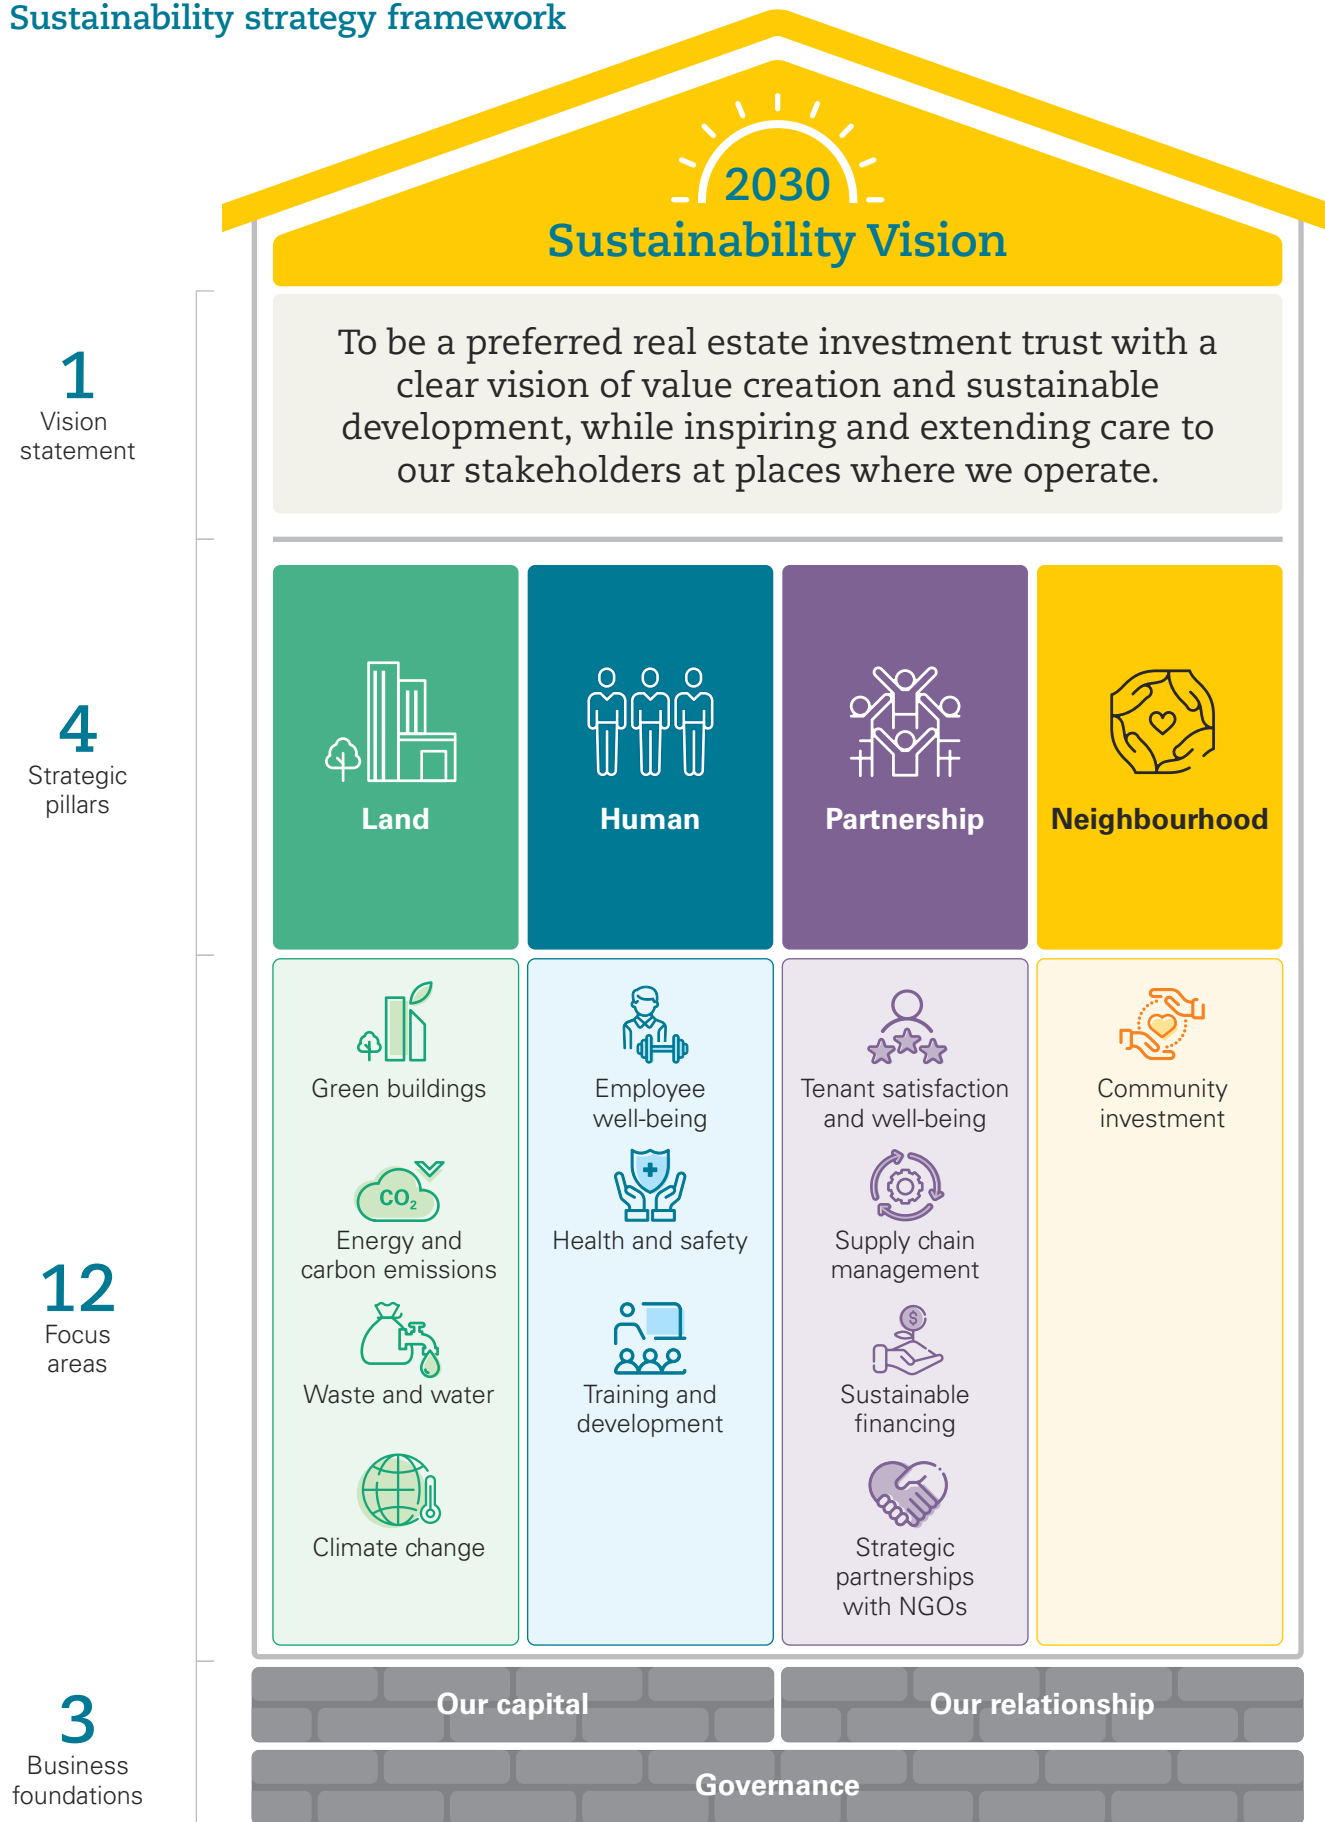 Sustainability strategy framework
2030
Sustainability Vision
1
Vision
statement
To be a preferred real estate investment trust with a
clear vision of value creation and sustainable
development, while inspiring and extending care to
our stakeholders at places where we operate.
4
Strategic
pillars
Land
Human
Partnership
Neighbourhood
12
Focus
areas
Green buildings
CO₂
Energy and
carbon emissions
Waste and water
Climate change
Employee
well-being
Health and safety
Training and
development
Tenant satisfaction
and well-being
Supply chain
management
$
Sustainable
financing
Strategic
partnerships
with NGOs
Community
investment
3
Business
foundations
Our capital
Our relationship
Governance